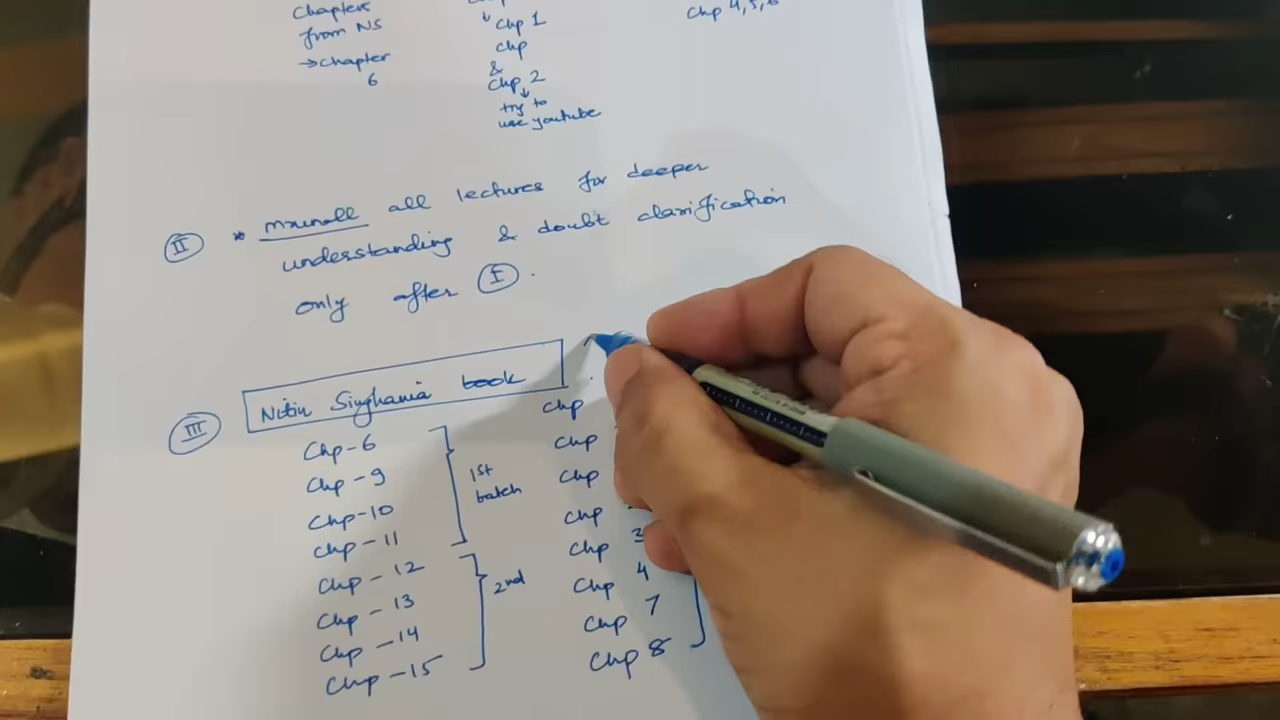 Chapters
from NS
→ chapter
6
↓ Chp 1
chp
&
Chp 2
↓
try to
use youtube
Chp 4,5,6
II * mrunall all lectures for deeper
understanding & doubt clarification
only after I .
III Nitin Singhania book
Chp-6
Chp-9
Chp-10
Chp-11
1st
batch
Chp-12
Chp-13
Chp-14
Chp-15
2nd
Chp
Chp
Chp
Chp
Chp 3
Chp 4
Chp 7
Chp 8